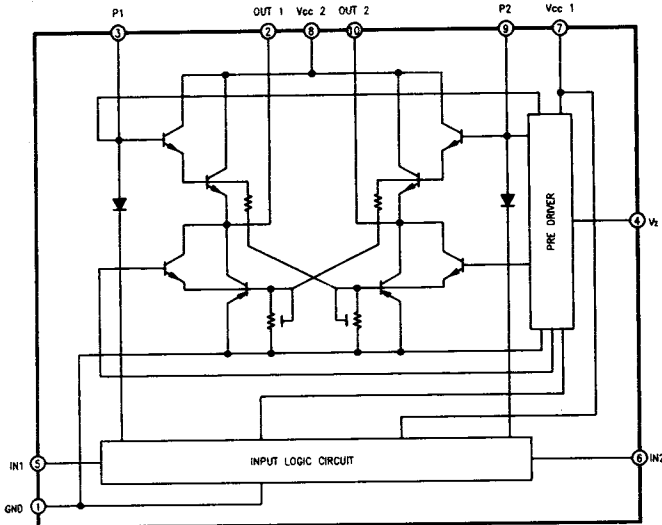 P1
OUT 1
Vcc 2
OUT 2
P2
Vcc 1
3
2
8
10
9
7
PRE DRIVER
4
Vz
IN1
5
INPUT LOGIC CIRCUIT
6
IN2
GND
1